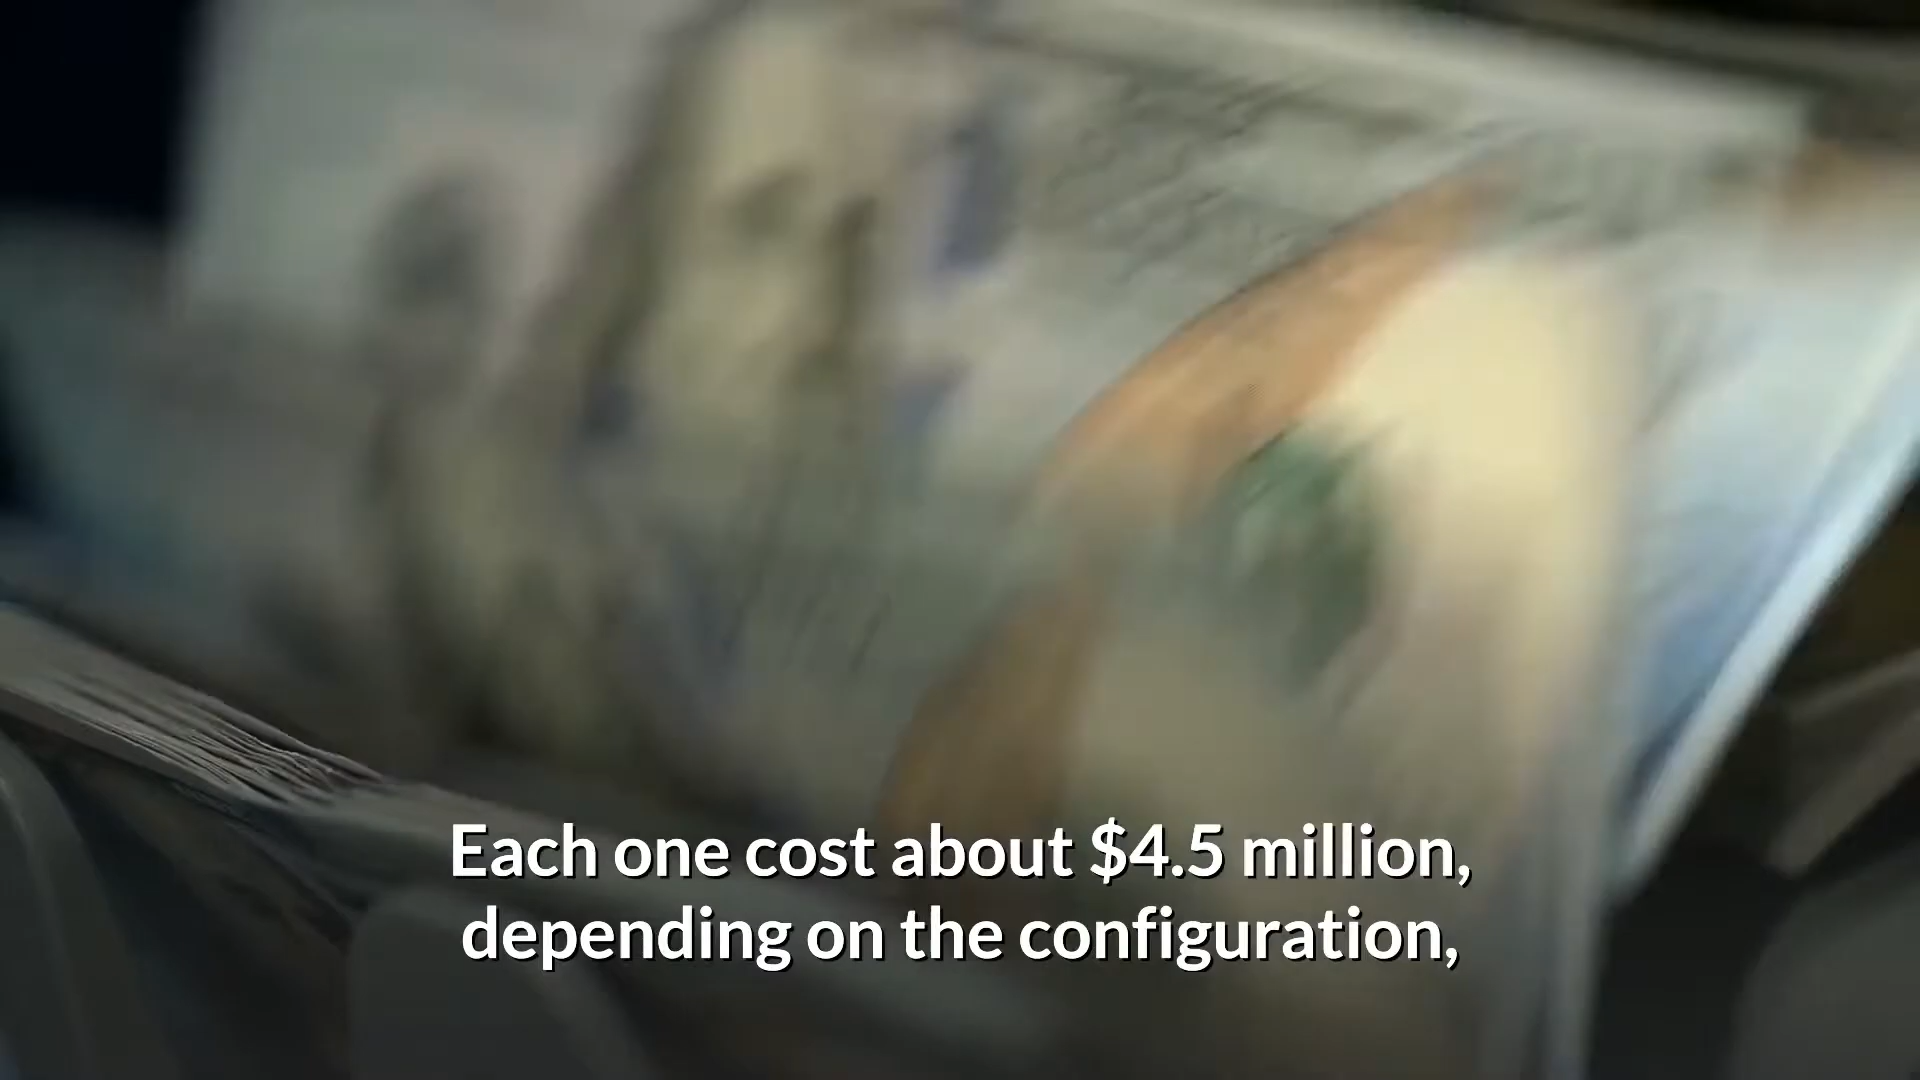 Each one cost about $4.5 million,
depending on the configuration,